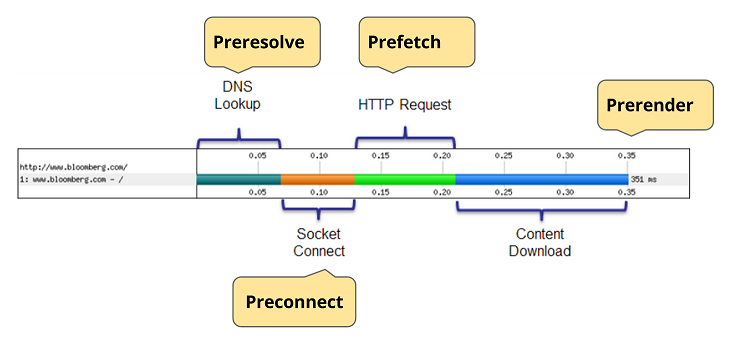 Preresolve
Prefetch
DNS
Lookup
HTTP Request
Prerender
0.05 0.10 0.15 0.20 0.25 0.30 0.35
http://www.bloomberg.com/
1: www.bloomberg.com - /
351 ms
0.05 0.10 0.15 0.20 0.25 0.30 0.35
Socket
Connect
Content
Download
Preconnect